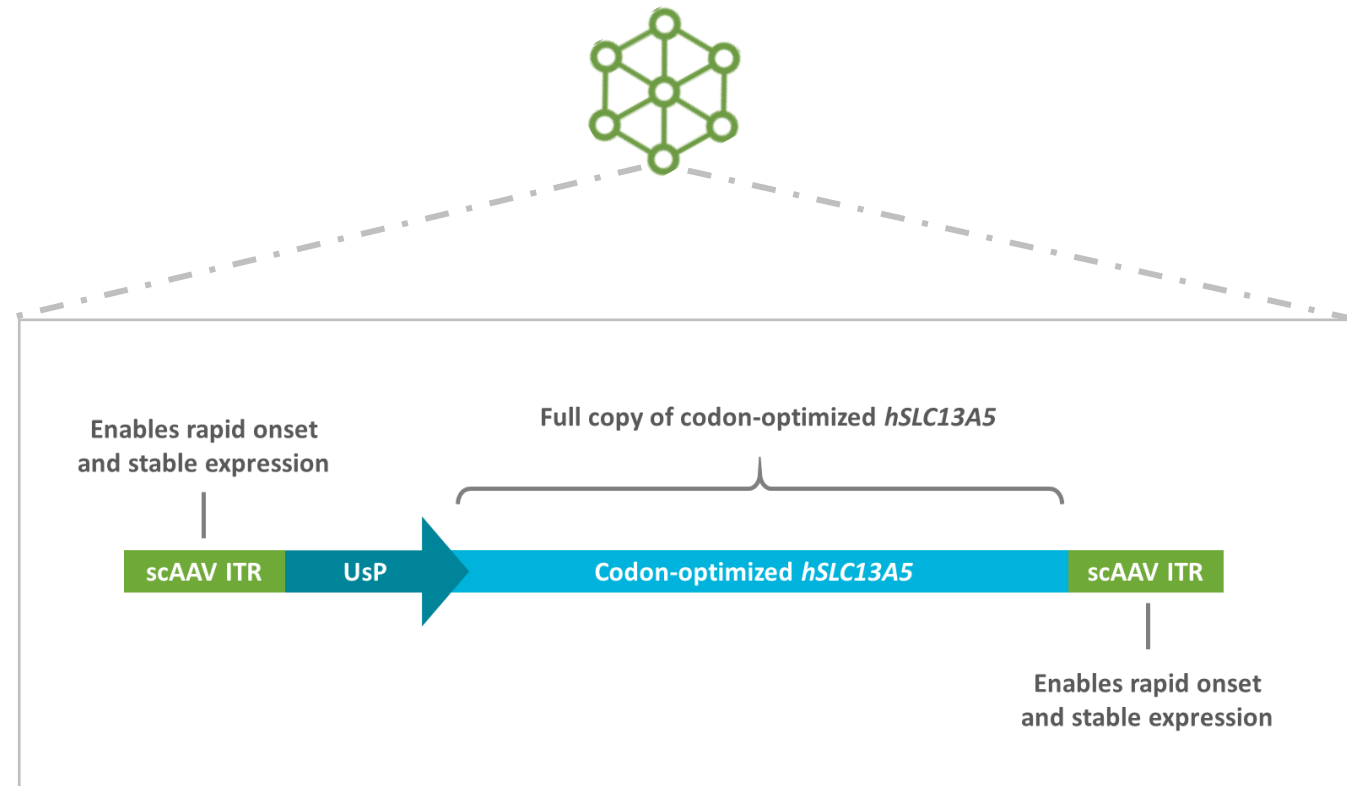 Enables rapid onset
and stable expression
Full copy of codon-optimized hSLC13A5
scAAV ITR
UsP
Codon-optimized hSLC13A5
scAAV ITR
Enables rapid onset
and stable expression